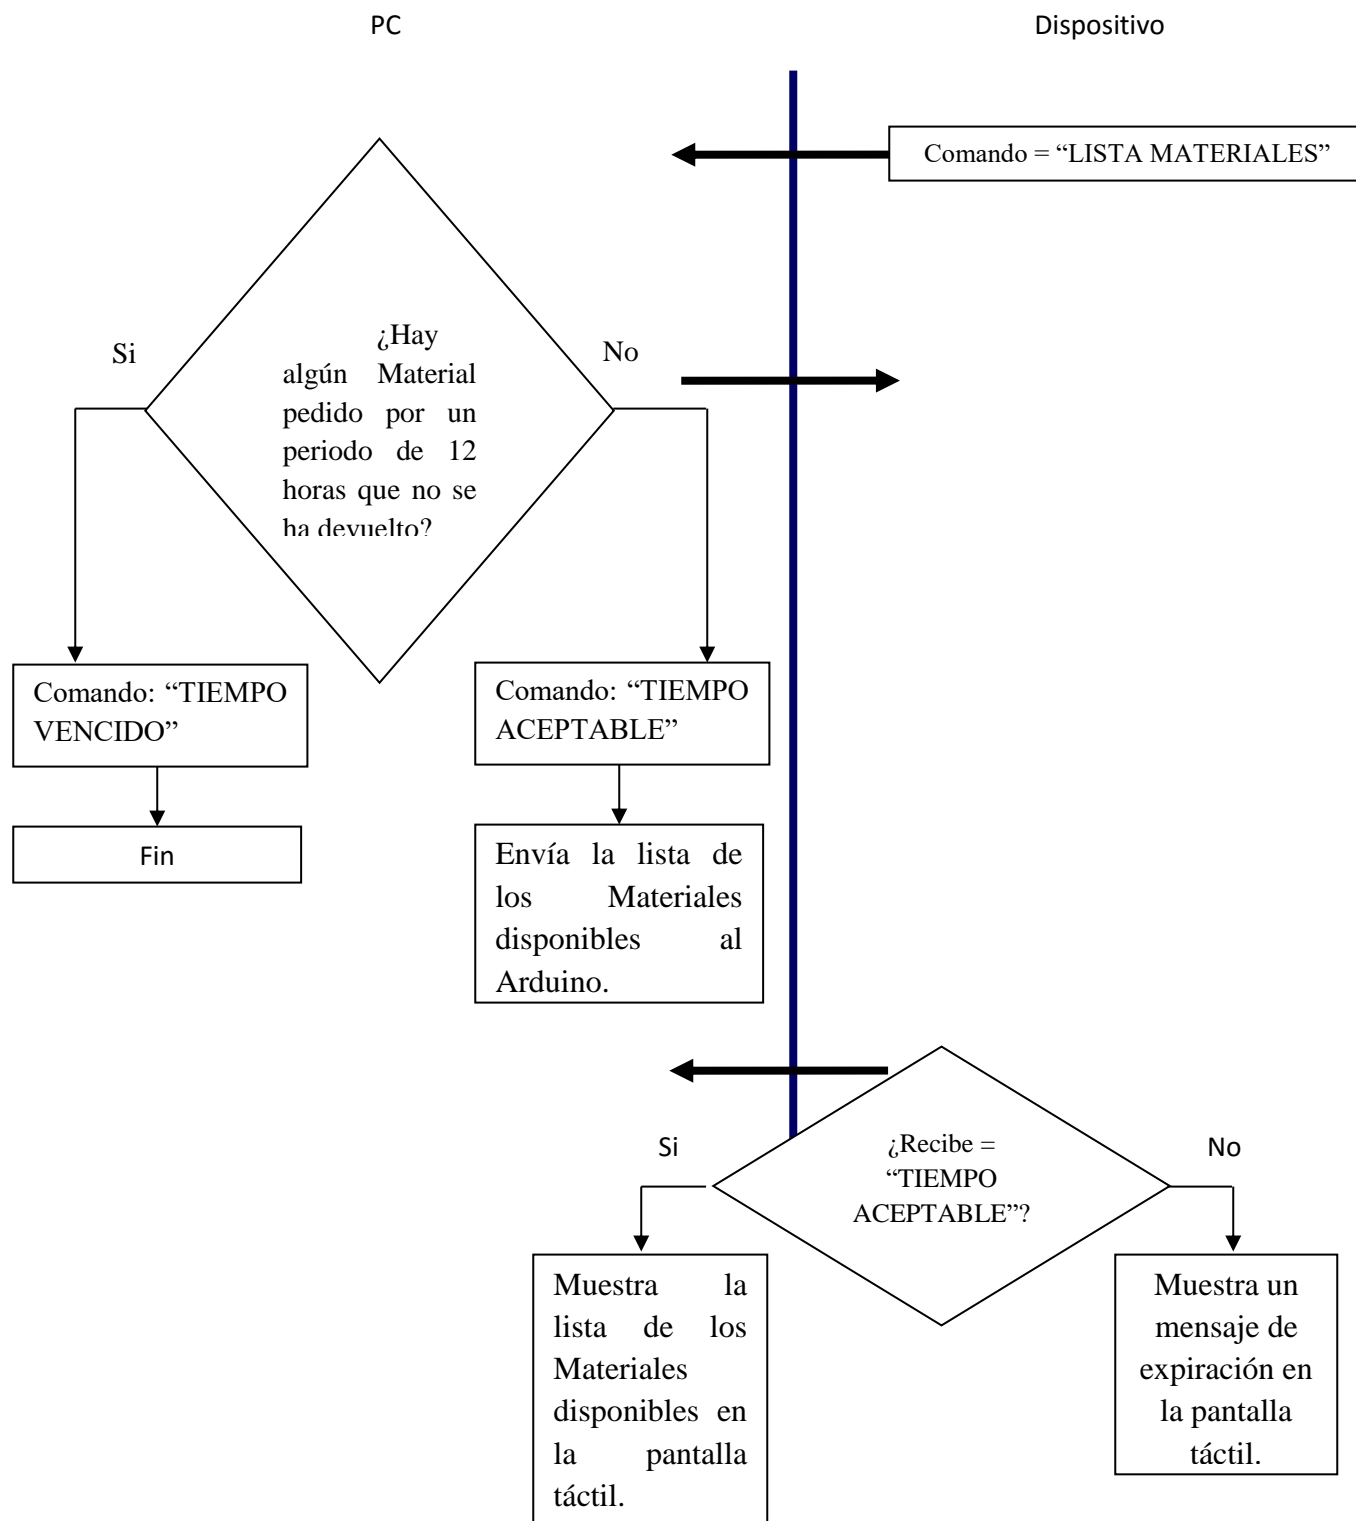 PC
Dispositivo
Comando = “LISTA MATERIALES”
¿Hay
algún Material
pedido por un
periodo de 12
horas que no se
ha devuelto?
Si
No
Comando: “TIEMPO
VENCIDO”
Fin
Comando: “TIEMPO
ACEPTABLE”
Envía la lista de
los Materiales
disponibles al
Arduino.
¿Recibe =
“TIEMPO
ACEPTABLE”?
Si
No
Muestra la
lista de los
Materiales
disponibles en
la pantalla
táctil.
Muestra un
mensaje de
expiración en
la pantalla
táctil.